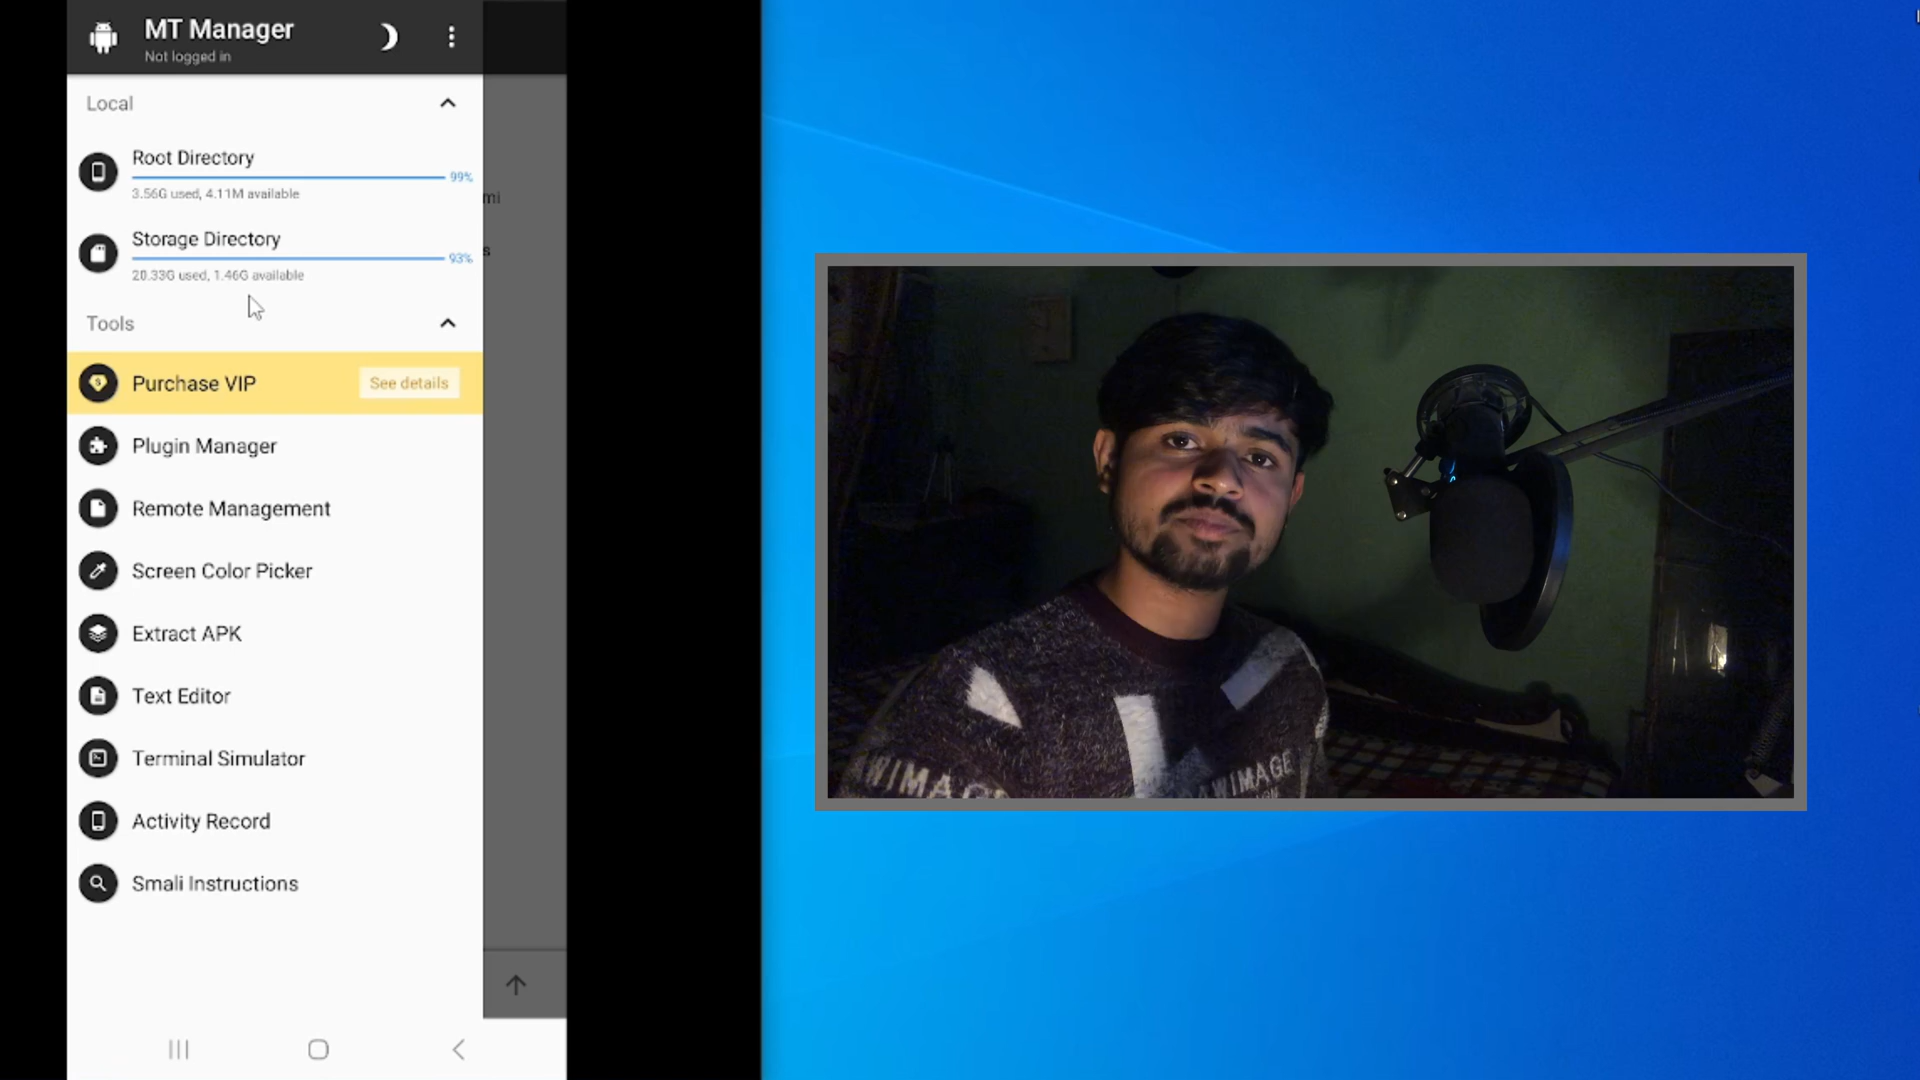 MT Manager
Not logged in
Local
Root Directory
99%
3.56G used, 4.11M available
mi
Storage Directory
93%
s
20.33G used, 1.46G available
Tools
Purchase VIP
See details
Plugin Manager
Remote Management
Screen Color Picker
Extract APK
Text Editor
Terminal Simulator
Activity Record
Smali Instructions
AWIMAGE